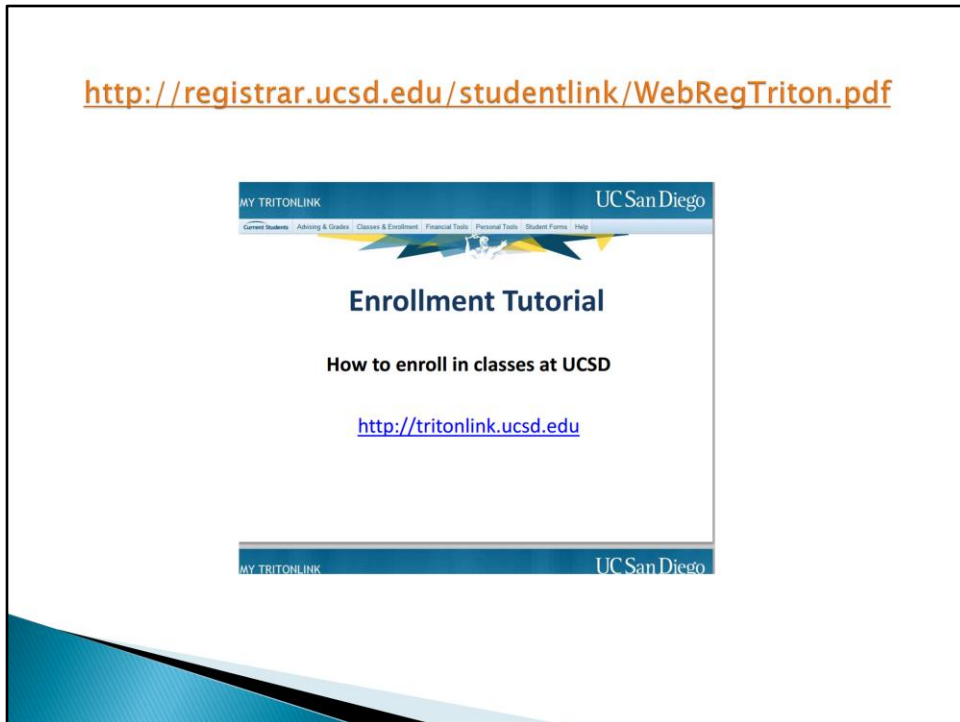 http://registrar.ucsd.edu/studentlink/WebRegTriton.pdf
MY TRITONLINK UC San Diego
Current Students Advising & Grades Classes & Enrollment Financial Tools Personal Tools Student Forms Help
Enrollment Tutorial
How to enroll in classes at UCSD
http://tritonlink.ucsd.edu
MY TRITONLINK UC San Diego